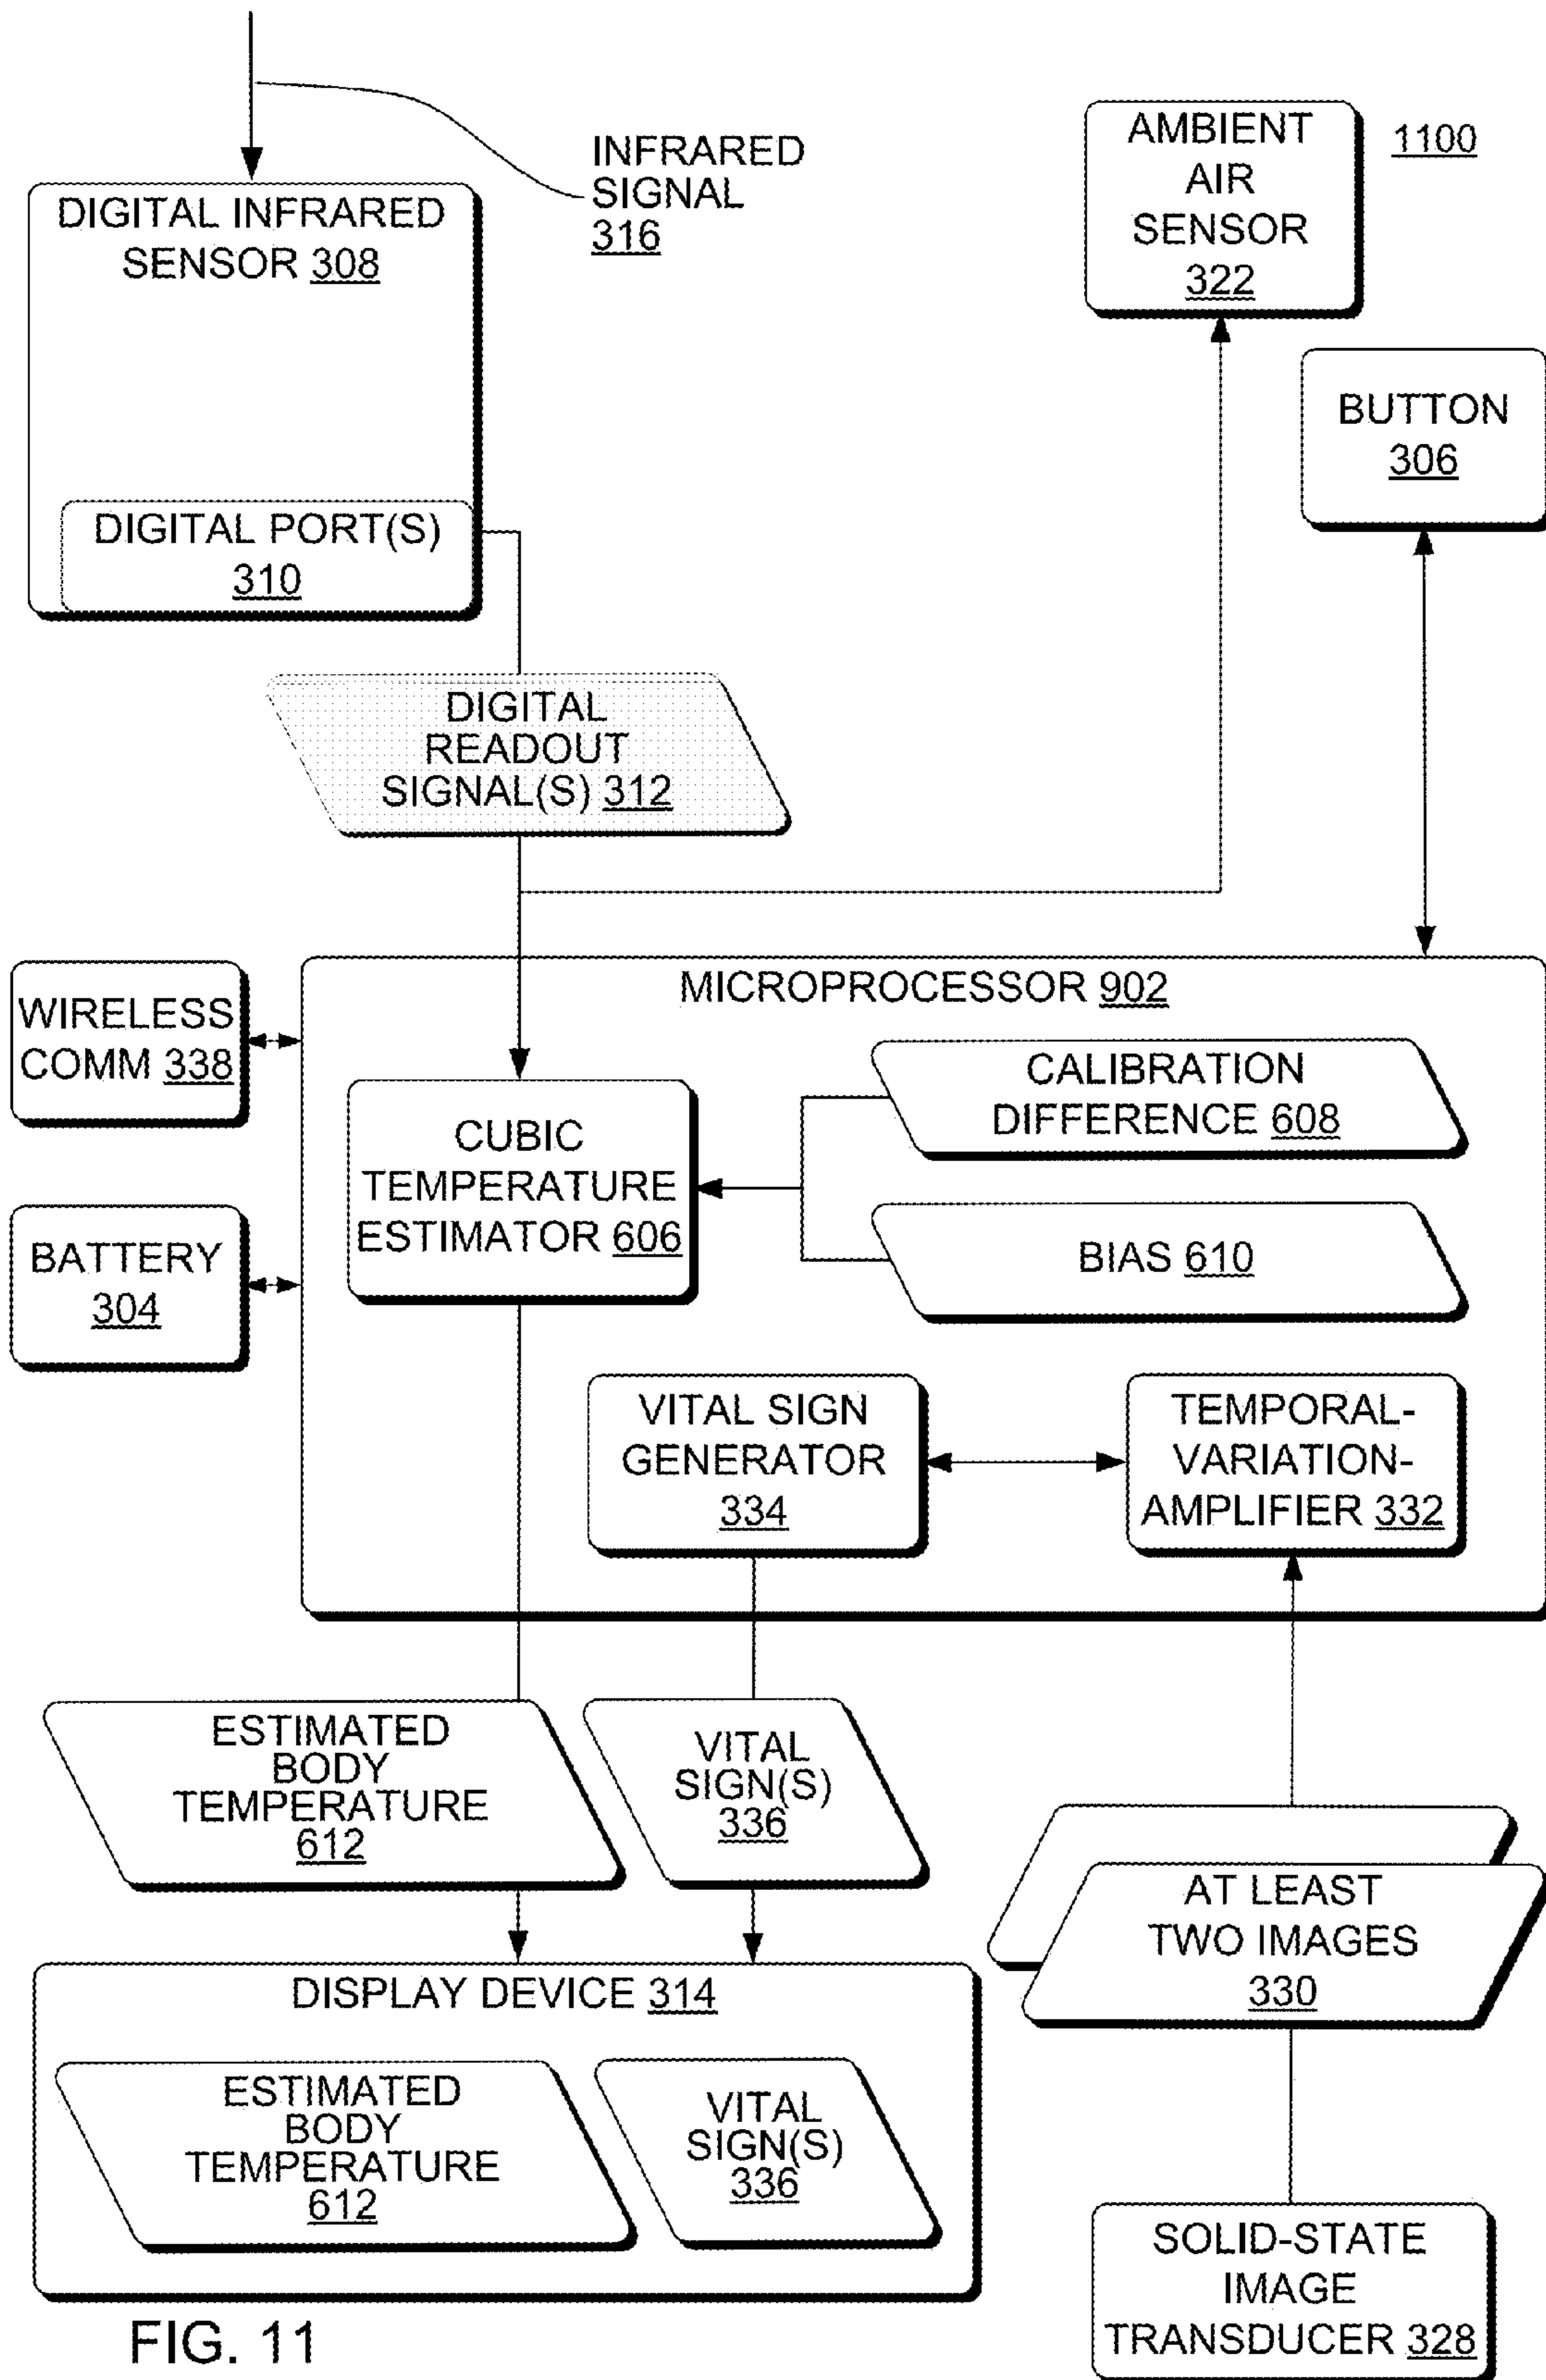 INFRARED
SIGNAL
316
AMBIENT
AIR
SENSOR
322
1100
DIGITAL INFRARED
SENSOR 308
BUTTON
306
DIGITAL PORT(S)
310
DIGITAL
READOUT
SIGNAL(S) 312
MICROPROCESSOR 902
WIRELESS
COMM 338
CALIBRATION
DIFFERENCE 608
CUBIC
TEMPERATURE
ESTIMATOR 606
BATTERY
304
BIAS 610
VITAL SIGN
GENERATOR
334
TEMPORAL-
VARIATION-
AMPLIFIER 332
ESTIMATED
BODY
TEMPERATURE
612
VITAL
SIGN(S)
336
AT LEAST
TWO IMAGES
330
DISPLAY DEVICE 314
ESTIMATED
BODY
TEMPERATURE
612
VITAL
SIGN(S)
336
SOLID-STATE
IMAGE
TRANSDUCER 328
FIG. 11